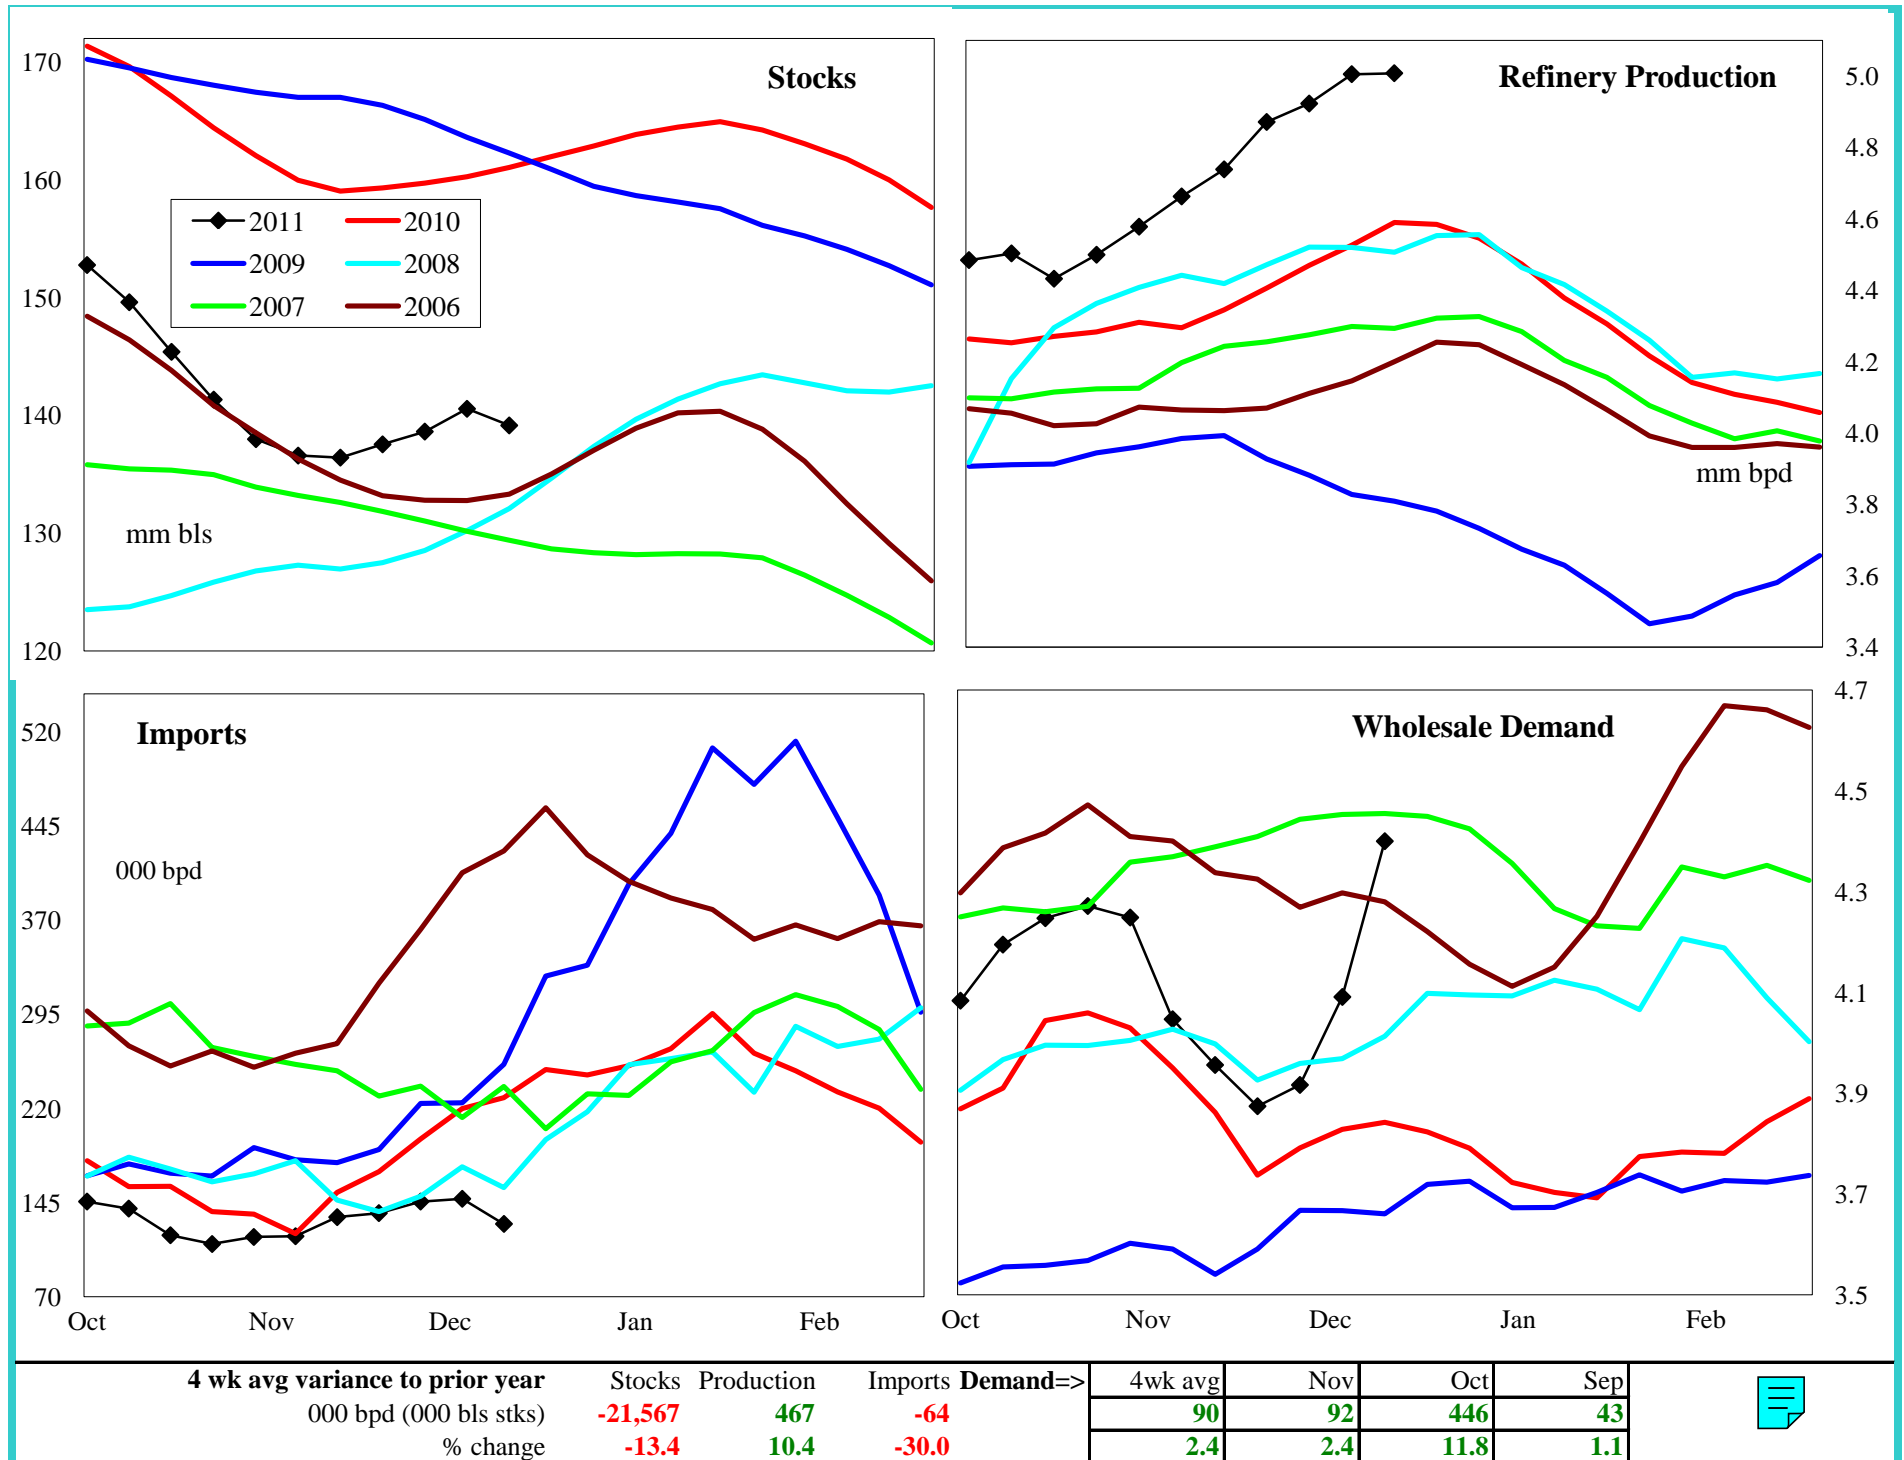 Stocks
170
160
150
140
130
120
2011
2010
2009
2008
2007
2006
mm bls
Refinery Production
5.0
4.8
4.6
4.4
4.2
4.0
3.8
3.6
3.4
mm bpd
Imports
520
445
370
295
220
145
70
000 bpd
Oct Nov Dec Jan Feb
Wholesale Demand
4.7
4.5
4.3
4.1
3.9
3.7
3.5
Oct Nov Dec Jan Feb
4 wk avg variance to prior year Stocks Production Imports Demand=> 4wk avg Nov Oct Sep
000 bpd (000 bls stks) -21,567 467 -64 90 92 446 43
% change -13.4 10.4 -30.0 2.4 2.4 11.8 1.1